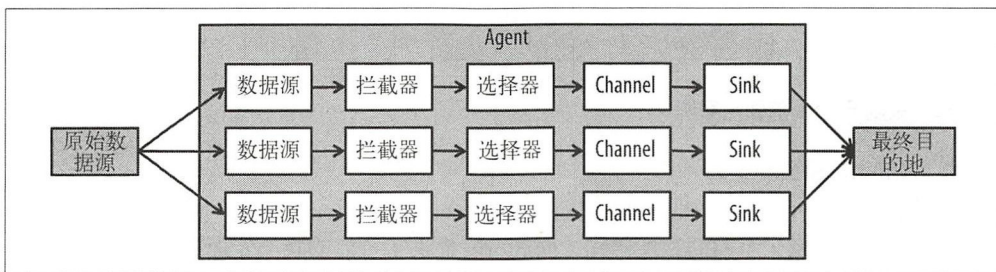 Agent
原始数
据源
数据源 拦截器 选择器 Channel Sink
数据源 拦截器 选择器 Channel Sink
数据源 拦截器 选择器 Channel Sink
最终目
的地